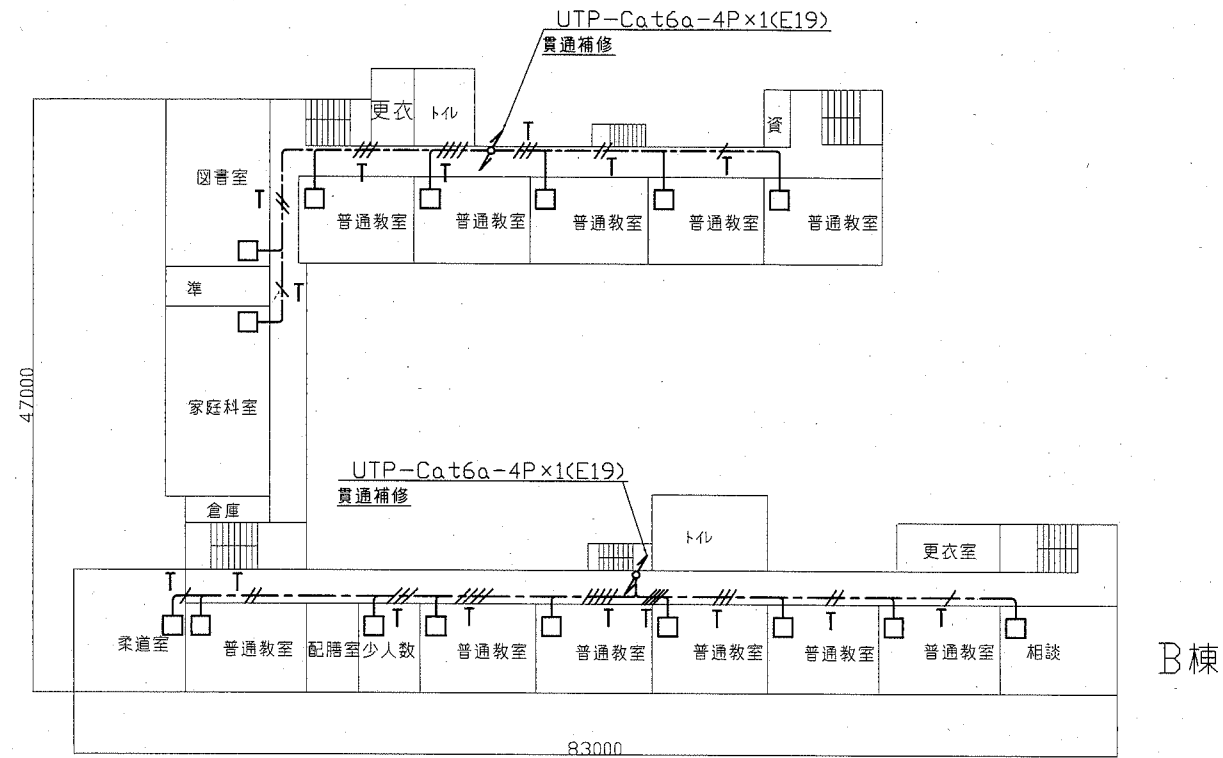 UTP-Cat6a-4P×1(E19)
貫通補修
更衣
トイレ
資
T
図書室
T
T
T
T
T
T
普通教室
普通教室
普通教室
普通教室
普通教室
準
T
47000
家庭科室
UTP-Cat6a-4P×1(E19)
貫通補修
倉庫
トイレ
更衣室
T
T
T
T
T
T
T
T
T
柔道室
普通教室
配膳室
少人数
普通教室
普通教室
普通教室
普通教室
普通教室
相談
B棟
83000